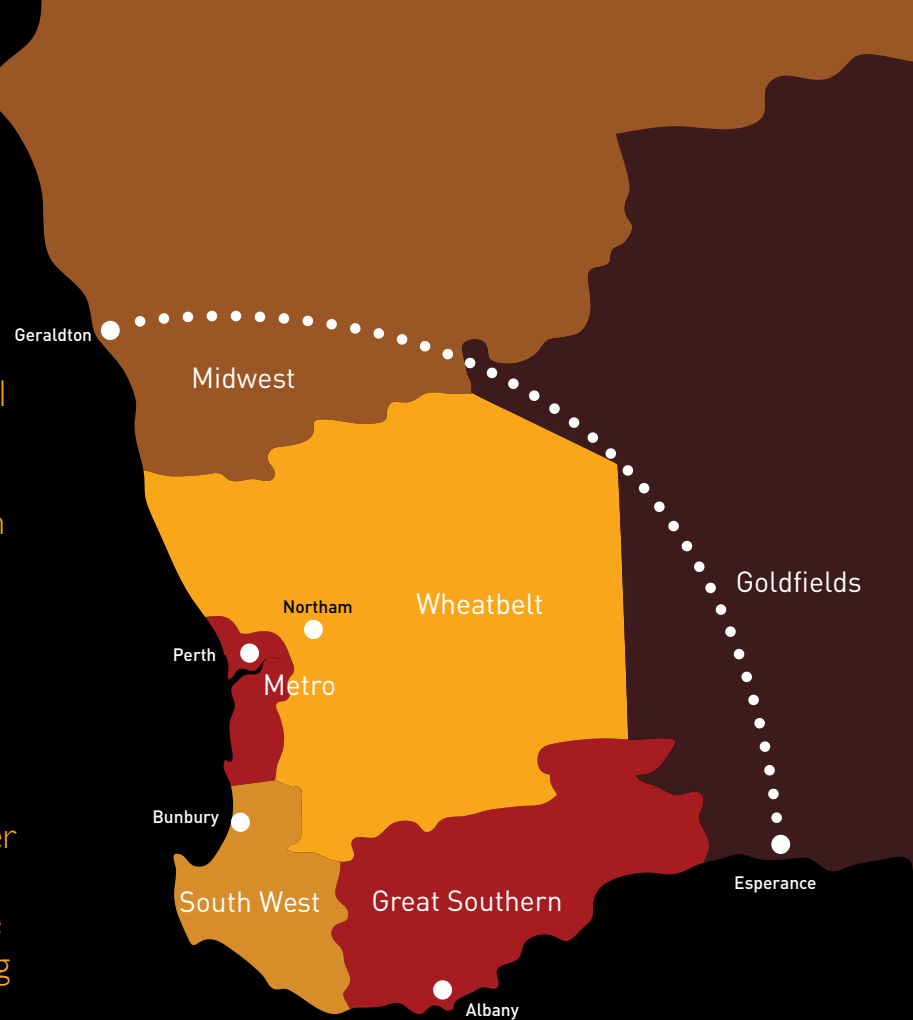 Geraldton
Midwest
Goldfields
Wheatbelt
Northam
Perth
Metro
Bunbury
Esperance
South West
Great Southern
Albany